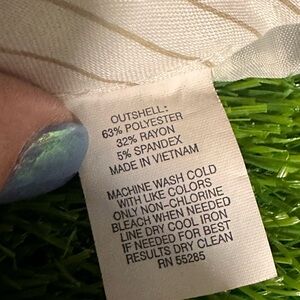 OUTSHELL:
63% POLYESTER
32% RAYON
5% SPANDEX
MADE IN VIETNAM
MACHINE WASH COLD
WITH LIKE COLORS
ONLY NON-CHLORINE
BLEACH WHEN NEEDED
LINE DRY COOL IRON
IF NEEDED FOR BEST
RESULTS DRY CLEAN
RN 55285